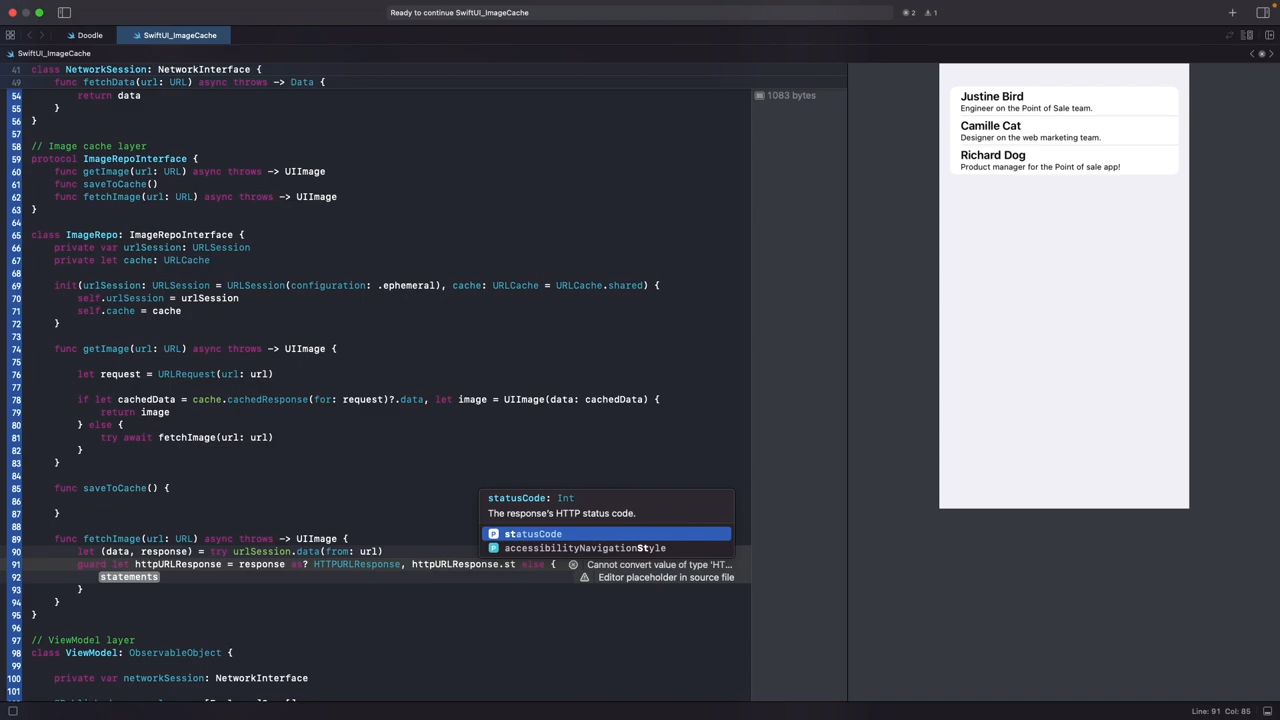 Ready to continue SwiftUI_ImageCache
2
1
Doodle
SwiftUI_ImageCache
SwiftUI_ImageCache
41 class NetworkSession: NetworkInterface {
49 func fetchData(url: URL) async throws -> Data {
54 return data
1083 bytes
55 }
56 }
57
58 // Image cache layer
59 protocol ImageRepoInterface {
60 func getImage(url: URL) async throws -> UIImage
61 func saveToCache()
62 func fetchImage(url: URL) async throws -> UIImage
63 }
64
65 class ImageRepo: ImageRepoInterface {
66 private var urlSession: URLSession
67 private let cache: URLCache
68
69 init(urlSession: URLSession = URLSession(configuration: .ephemeral), cache: URLCache = URLCache.shared) {
70 self.urlSession = urlSession
71 self.cache = cache
72 }
73
74 func getImage(url: URL) async throws -> UIImage {
75
76 let request = URLRequest(url: url)
77
78 if let cachedData = cache.cachedResponse(for: request)?.data, let image = UIImage(data: cachedData) {
79 return image
80 } else {
81 try await fetchImage(url: url)
82 }
83 }
84
85 func saveToCache() {
86
87 }
88
89 func fetchImage(url: URL) async throws -> UIImage {
90 let (data, response) = try urlSession.data(from: url)
91 guard let httpURLResponse = response as? HTTPURLResponse, httpURLResponse.st else {
Cannot convert value of type 'HT...
92 statements
Editor placeholder in source file
93 }
94 }
95 }
96
97 // ViewModel layer
98 class ViewModel: ObservableObject {
99
100 private var networkSession: NetworkInterface
101
statusCode: Int
The response's HTTP status code.
P statusCode
P accessibilityNavigationStyle
Justine Bird
Engineer on the Point of Sale team.
Camille Cat
Designer on the web marketing team.
Richard Dog
Product manager for the Point of sale app!
Line: 91 Col: 85